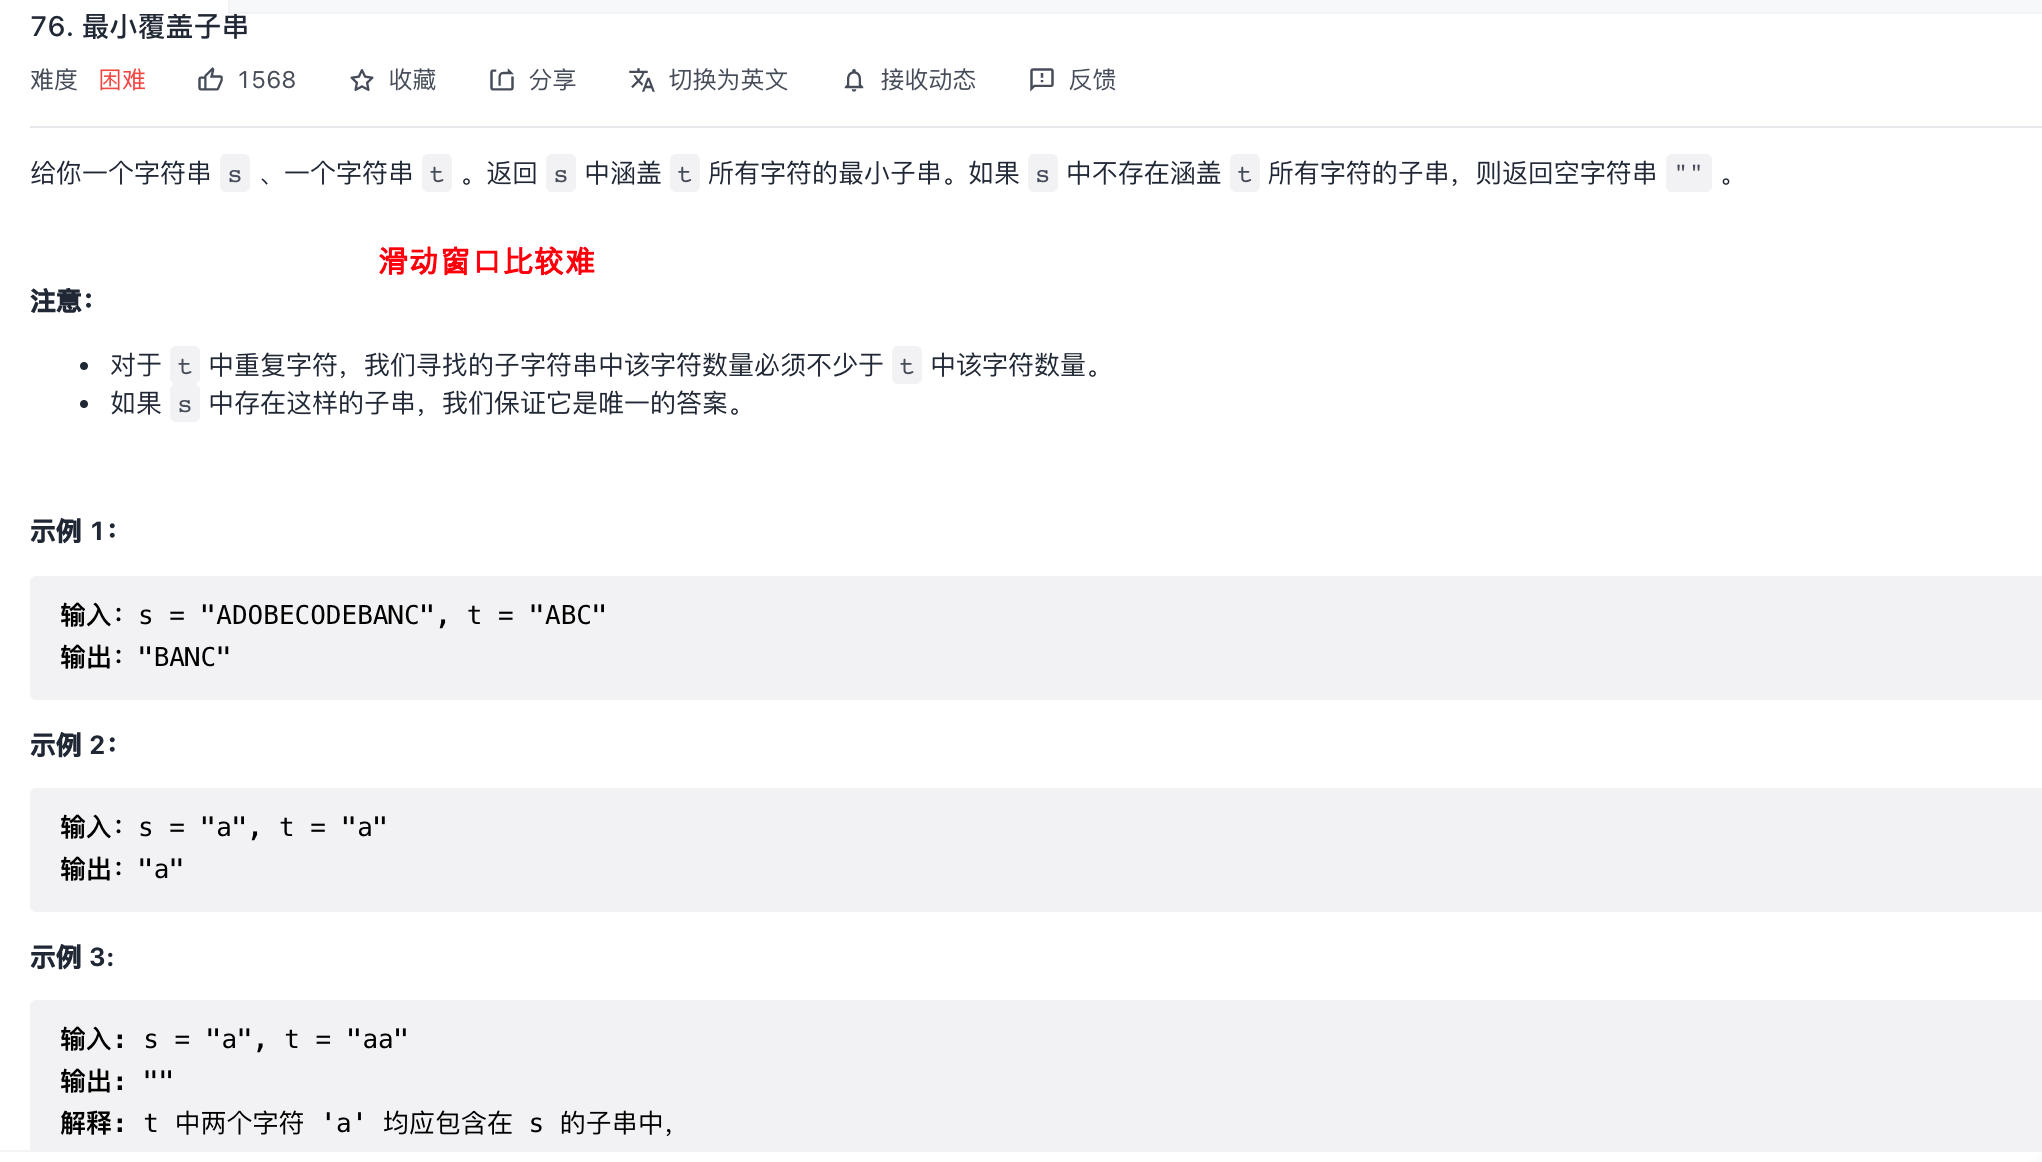 76. 最小覆盖子串
难度 困难 1568 收藏 分享 切换为英文 接收动态 反馈
给你一个字符串 s 、一个字符串 t 。返回 s 中涵盖 t 所有字符的最小子串。如果 s 中不存在涵盖 t 所有字符的子串，则返回空字符串 "" 。
滑动窗口比较难
注意：
• 对于 t 中重复字符，我们寻找的子字符串中该字符数量必须不少于 t 中该字符数量。
• 如果 s 中存在这样的子串，我们保证它是唯一的答案。
示例 1：
输入：s = "ADOBECODEBANC", t = "ABC"
输出："BANC"
示例 2：
输入：s = "a", t = "a"
输出："a"
示例 3:
输入: s = "a", t = "aa"
输出: ""
解释: t 中两个字符 'a' 均应包含在 s 的子串中，